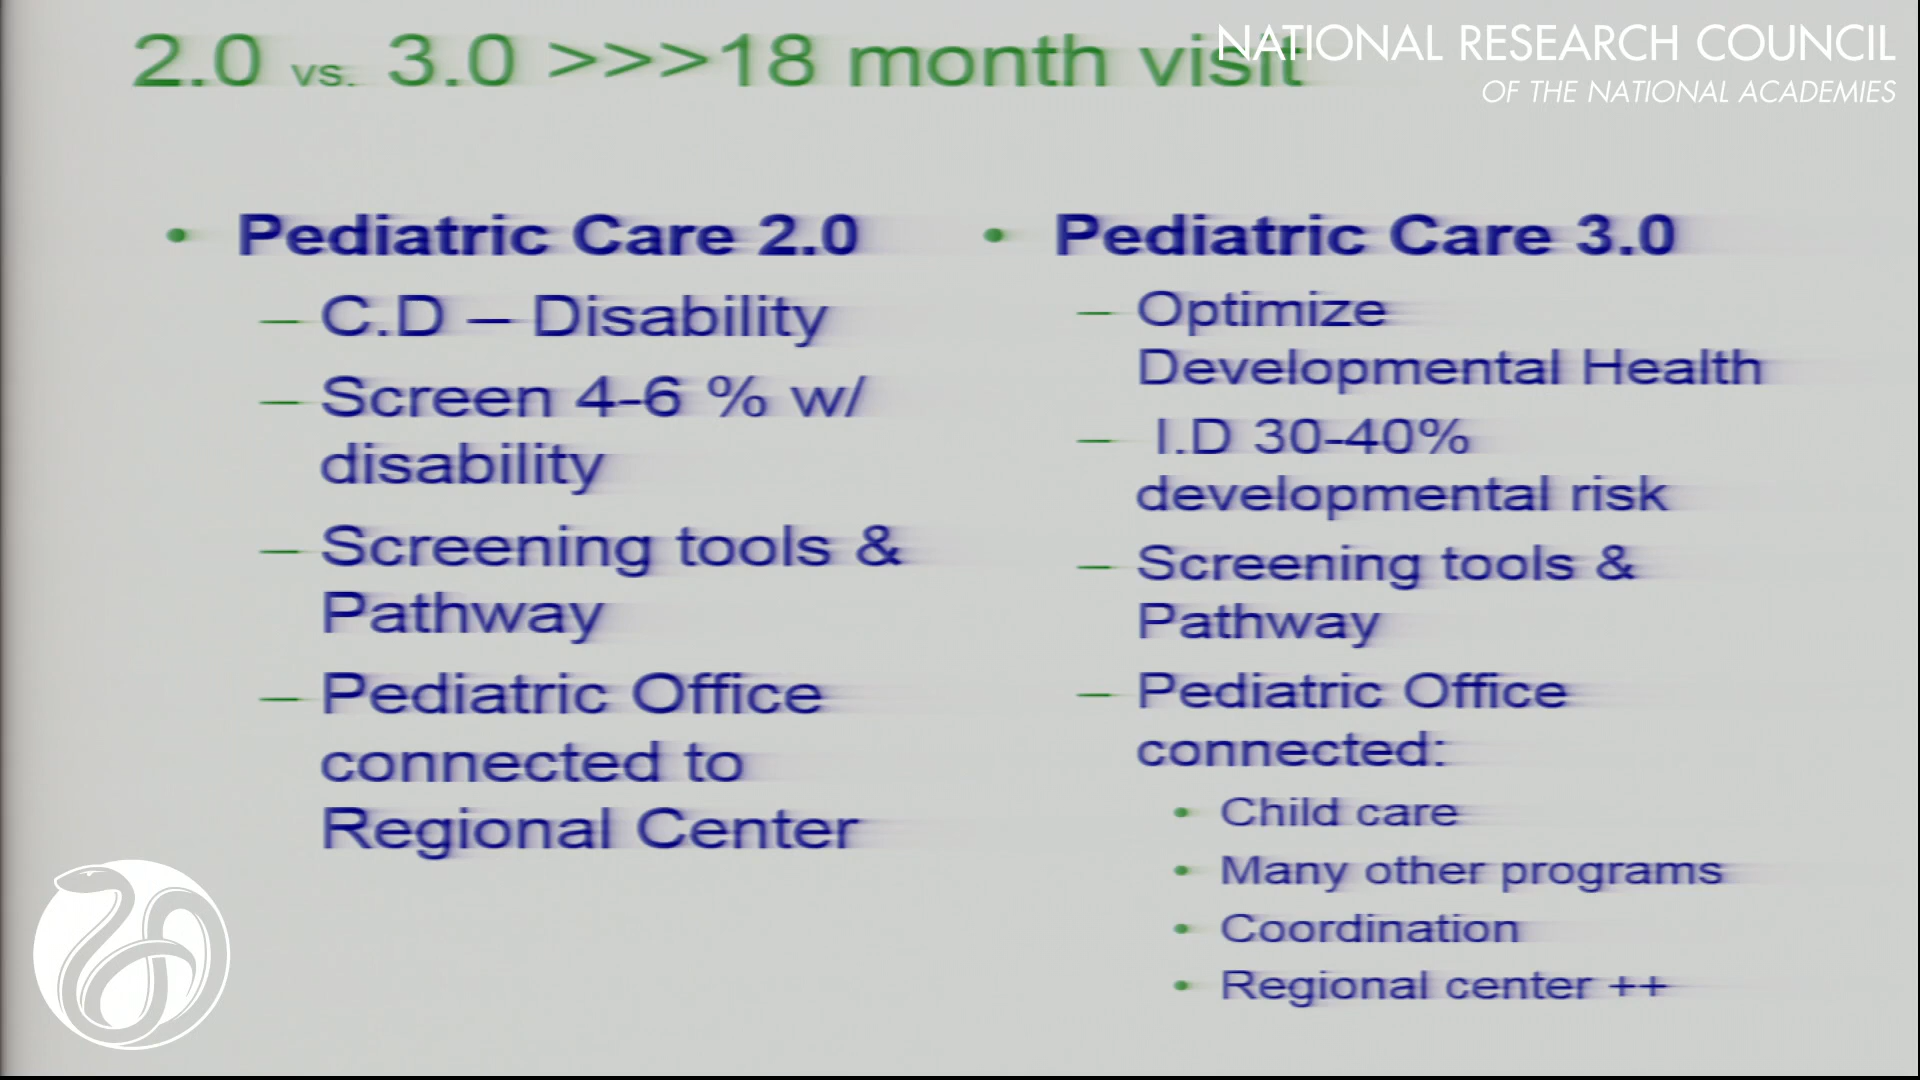 2.0 vs. 3.0 >>>18 month visit
NATIONAL RESEARCH COUNCIL
OF THE NATIONAL ACADEMIES
• Pediatric Care 2.0
– C.D – Disability
– Screen 4-6 % w/
disability
– Screening tools &
Pathway
– Pediatric Office
connected to
Regional Center
• Pediatric Care 3.0
– Optimize
Developmental Health
– I.D 30-40%
developmental risk
– Screening tools &
Pathway
– Pediatric Office
connected:
• Child care
• Many other programs
• Coordination
• Regional center ++